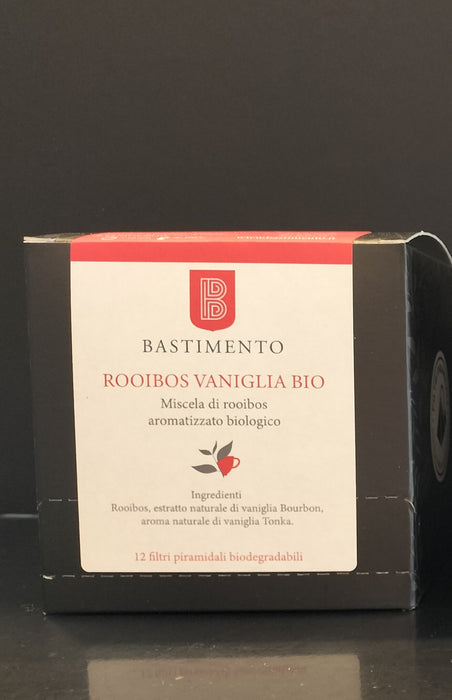 BASTIMENTO
ROOIBOS VANIGLIA BIO
Miscela di rooibos
aromatizzato biologico
Ingredienti
Rooibos, estratto naturale di vaniglia Bourbon,
aroma naturale di vaniglia Tonka.
12 filtri piramidali biodegradabili